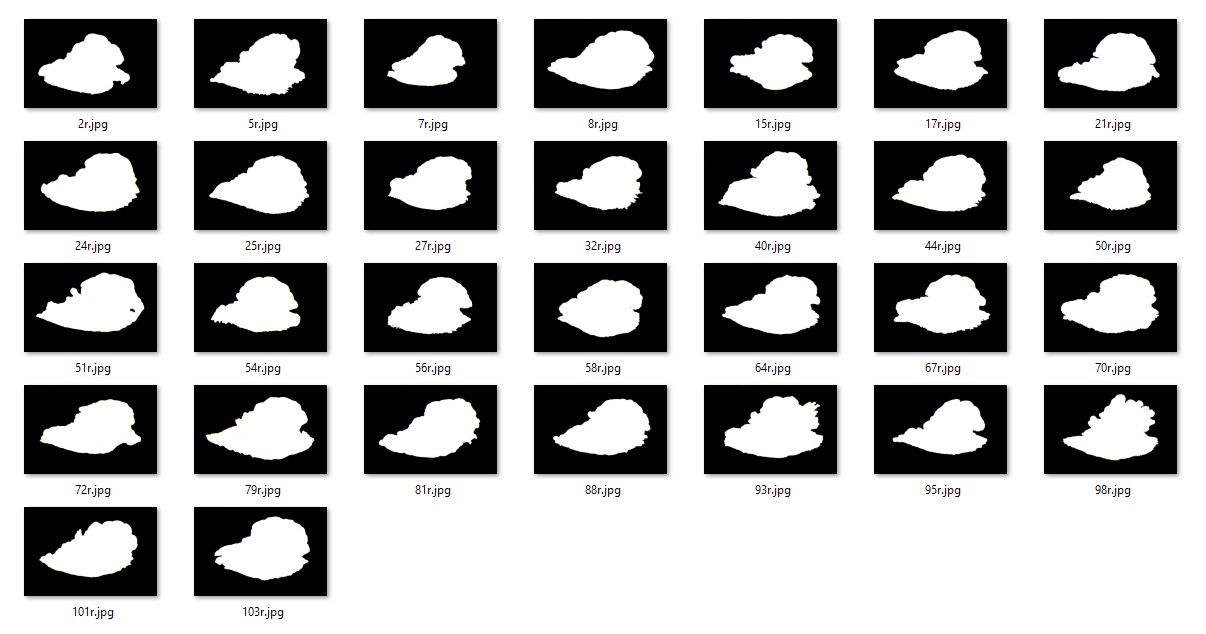 2r.jpg 5r.jpg 7r.jpg 8r.jpg 15r.jpg 17r.jpg 21r.jpg
24r.jpg 25r.jpg 27r.jpg 32r.jpg 40r.jpg 44r.jpg 50r.jpg
51r.jpg 54r.jpg 56r.jpg 58r.jpg 64r.jpg 67r.jpg 70r.jpg
72r.jpg 79r.jpg 81r.jpg 88r.jpg 93r.jpg 95r.jpg 98r.jpg
101r.jpg 103r.jpg